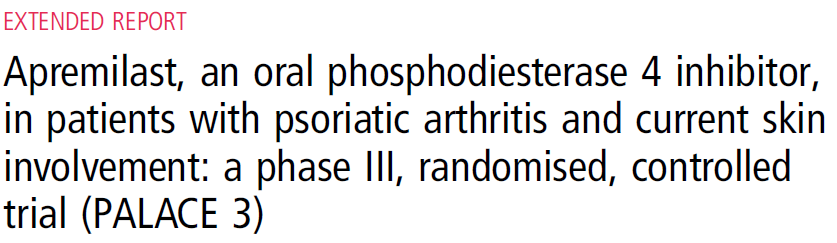 EXTENDED REPORT
Apremilast, an oral phosphodiesterase 4 inhibitor,
in patients with psoriatic arthritis and current skin
involvement: a phase III, randomised, controlled
trial (PALACE 3)